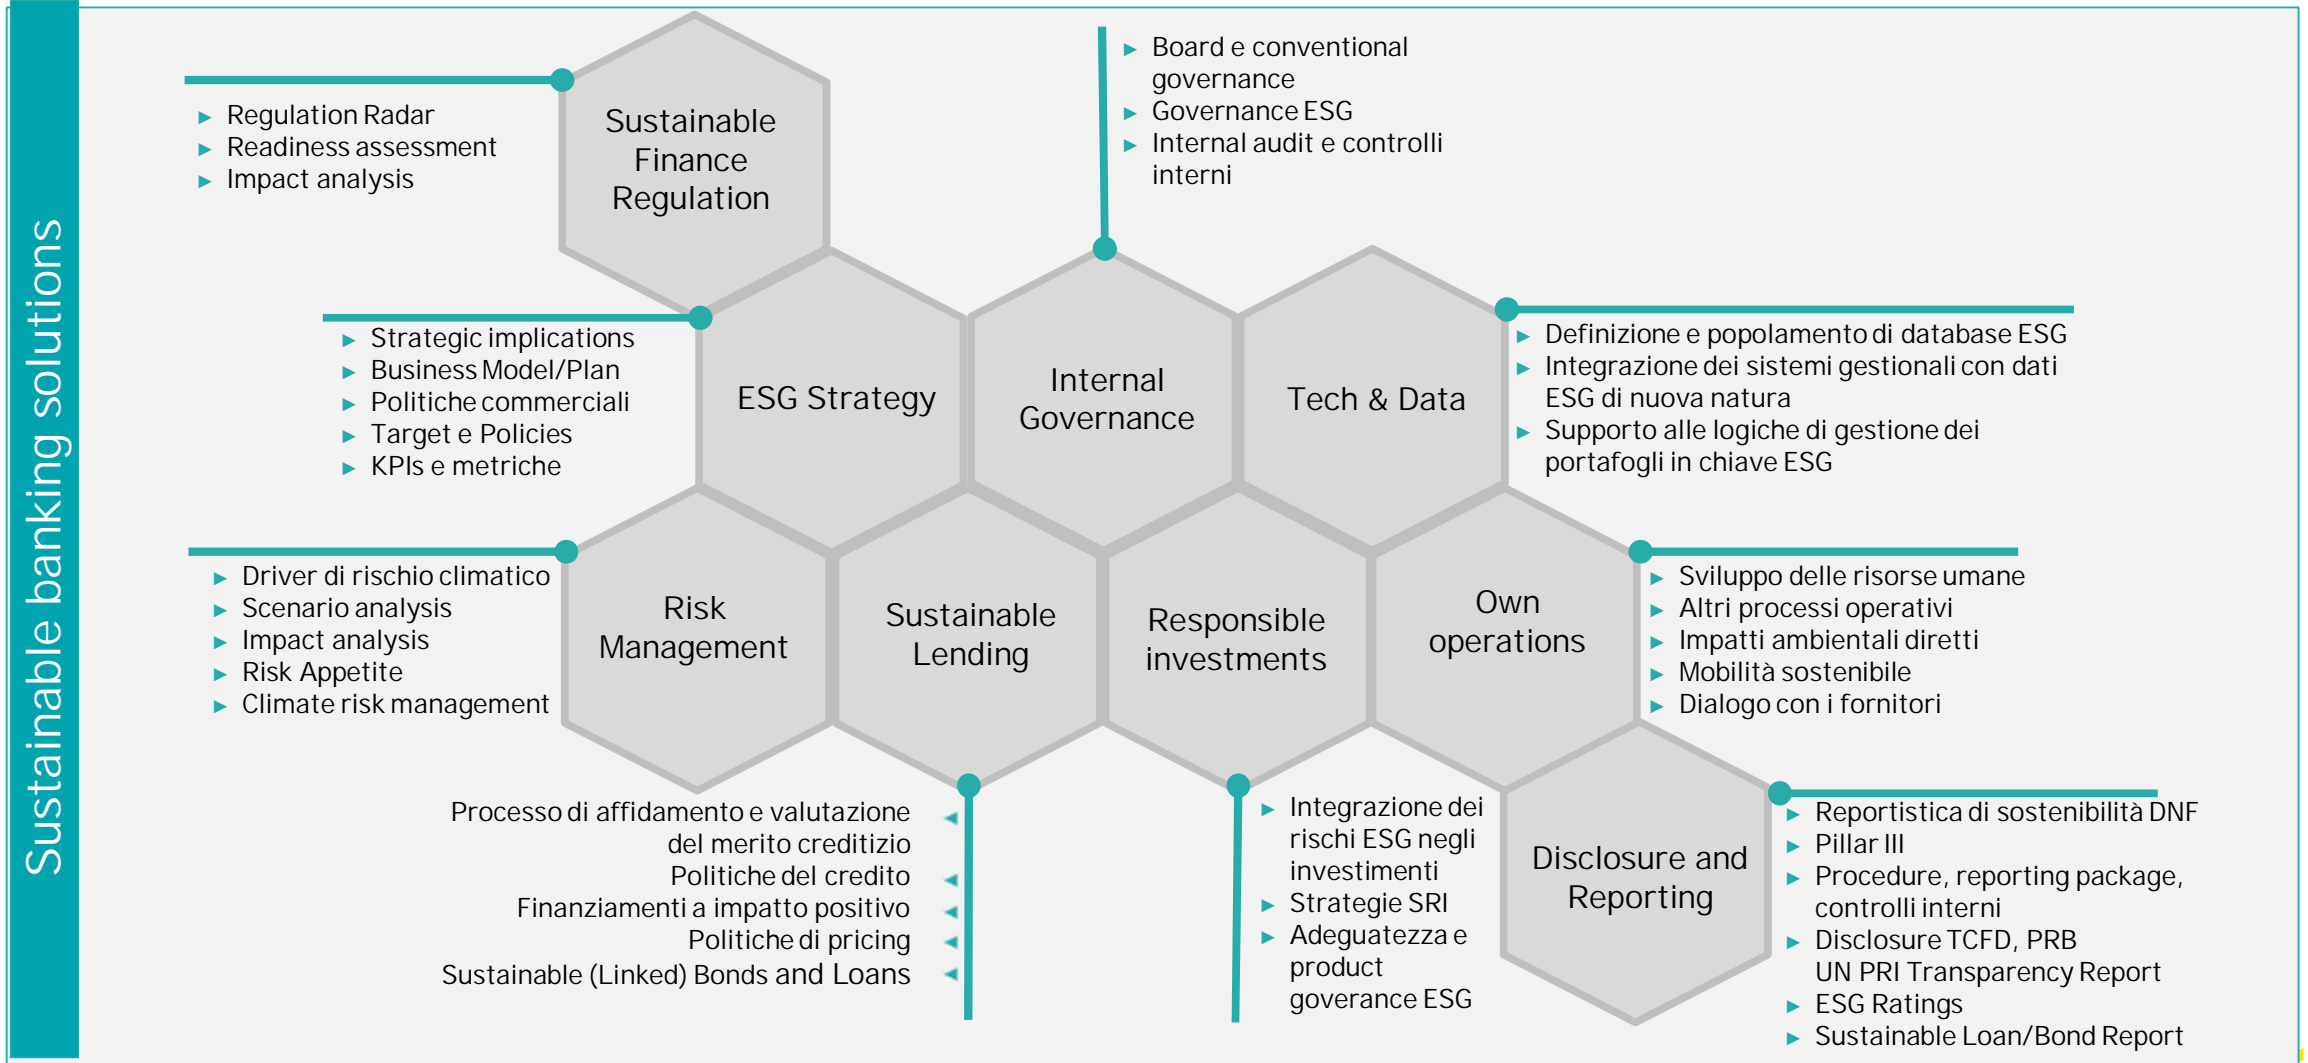 Sustainable banking solutions
Sustainable
Finance
Regulation
► Regulation Radar
► Readiness assessment
► Impact analysis
► Board e conventional
governance
► Governance ESG
► Internal audit e controlli
interni
ESG Strategy
► Strategic implications
► Business Model/Plan
► Politiche commerciali
► Target e Policies
► KPIs e metriche
Internal
Governance
Tech & Data
► Definizione e popolamento di database ESG
► Integrazione dei sistemi gestionali con dati
ESG di nuova natura
► Supporto alle logiche di gestione dei
portafogli in chiave ESG
► Driver di rischio climatico
► Scenario analysis
► Impact analysis
► Risk Appetite
► Climate risk management
Risk
Management
Sustainable
Lending
Responsible
investments
Own
operations
► Sviluppo delle risorse umane
► Altri processi operativi
► Impatti ambientali diretti
► Mobilità sostenibile
► Dialogo con i fornitori
Processo di affidamento e valutazione ◄
del merito creditizio
Politiche del credito ◄
Finanziamenti a impatto positivo ◄
Politiche di pricing ◄
Sustainable (Linked) Bonds and Loans ◄
► Integrazione dei
rischi ESG negli
investimenti
► Strategie SRI
► Adeguatezza e
product
goverance ESG
Disclosure and
Reporting
► Reportistica di sostenibilità DNF
► Pillar III
► Procedure, reporting package,
controlli interni
► Disclosure TCFD, PRB
UN PRI Transparency Report
► ESG Ratings
► Sustainable Loan/Bond Report